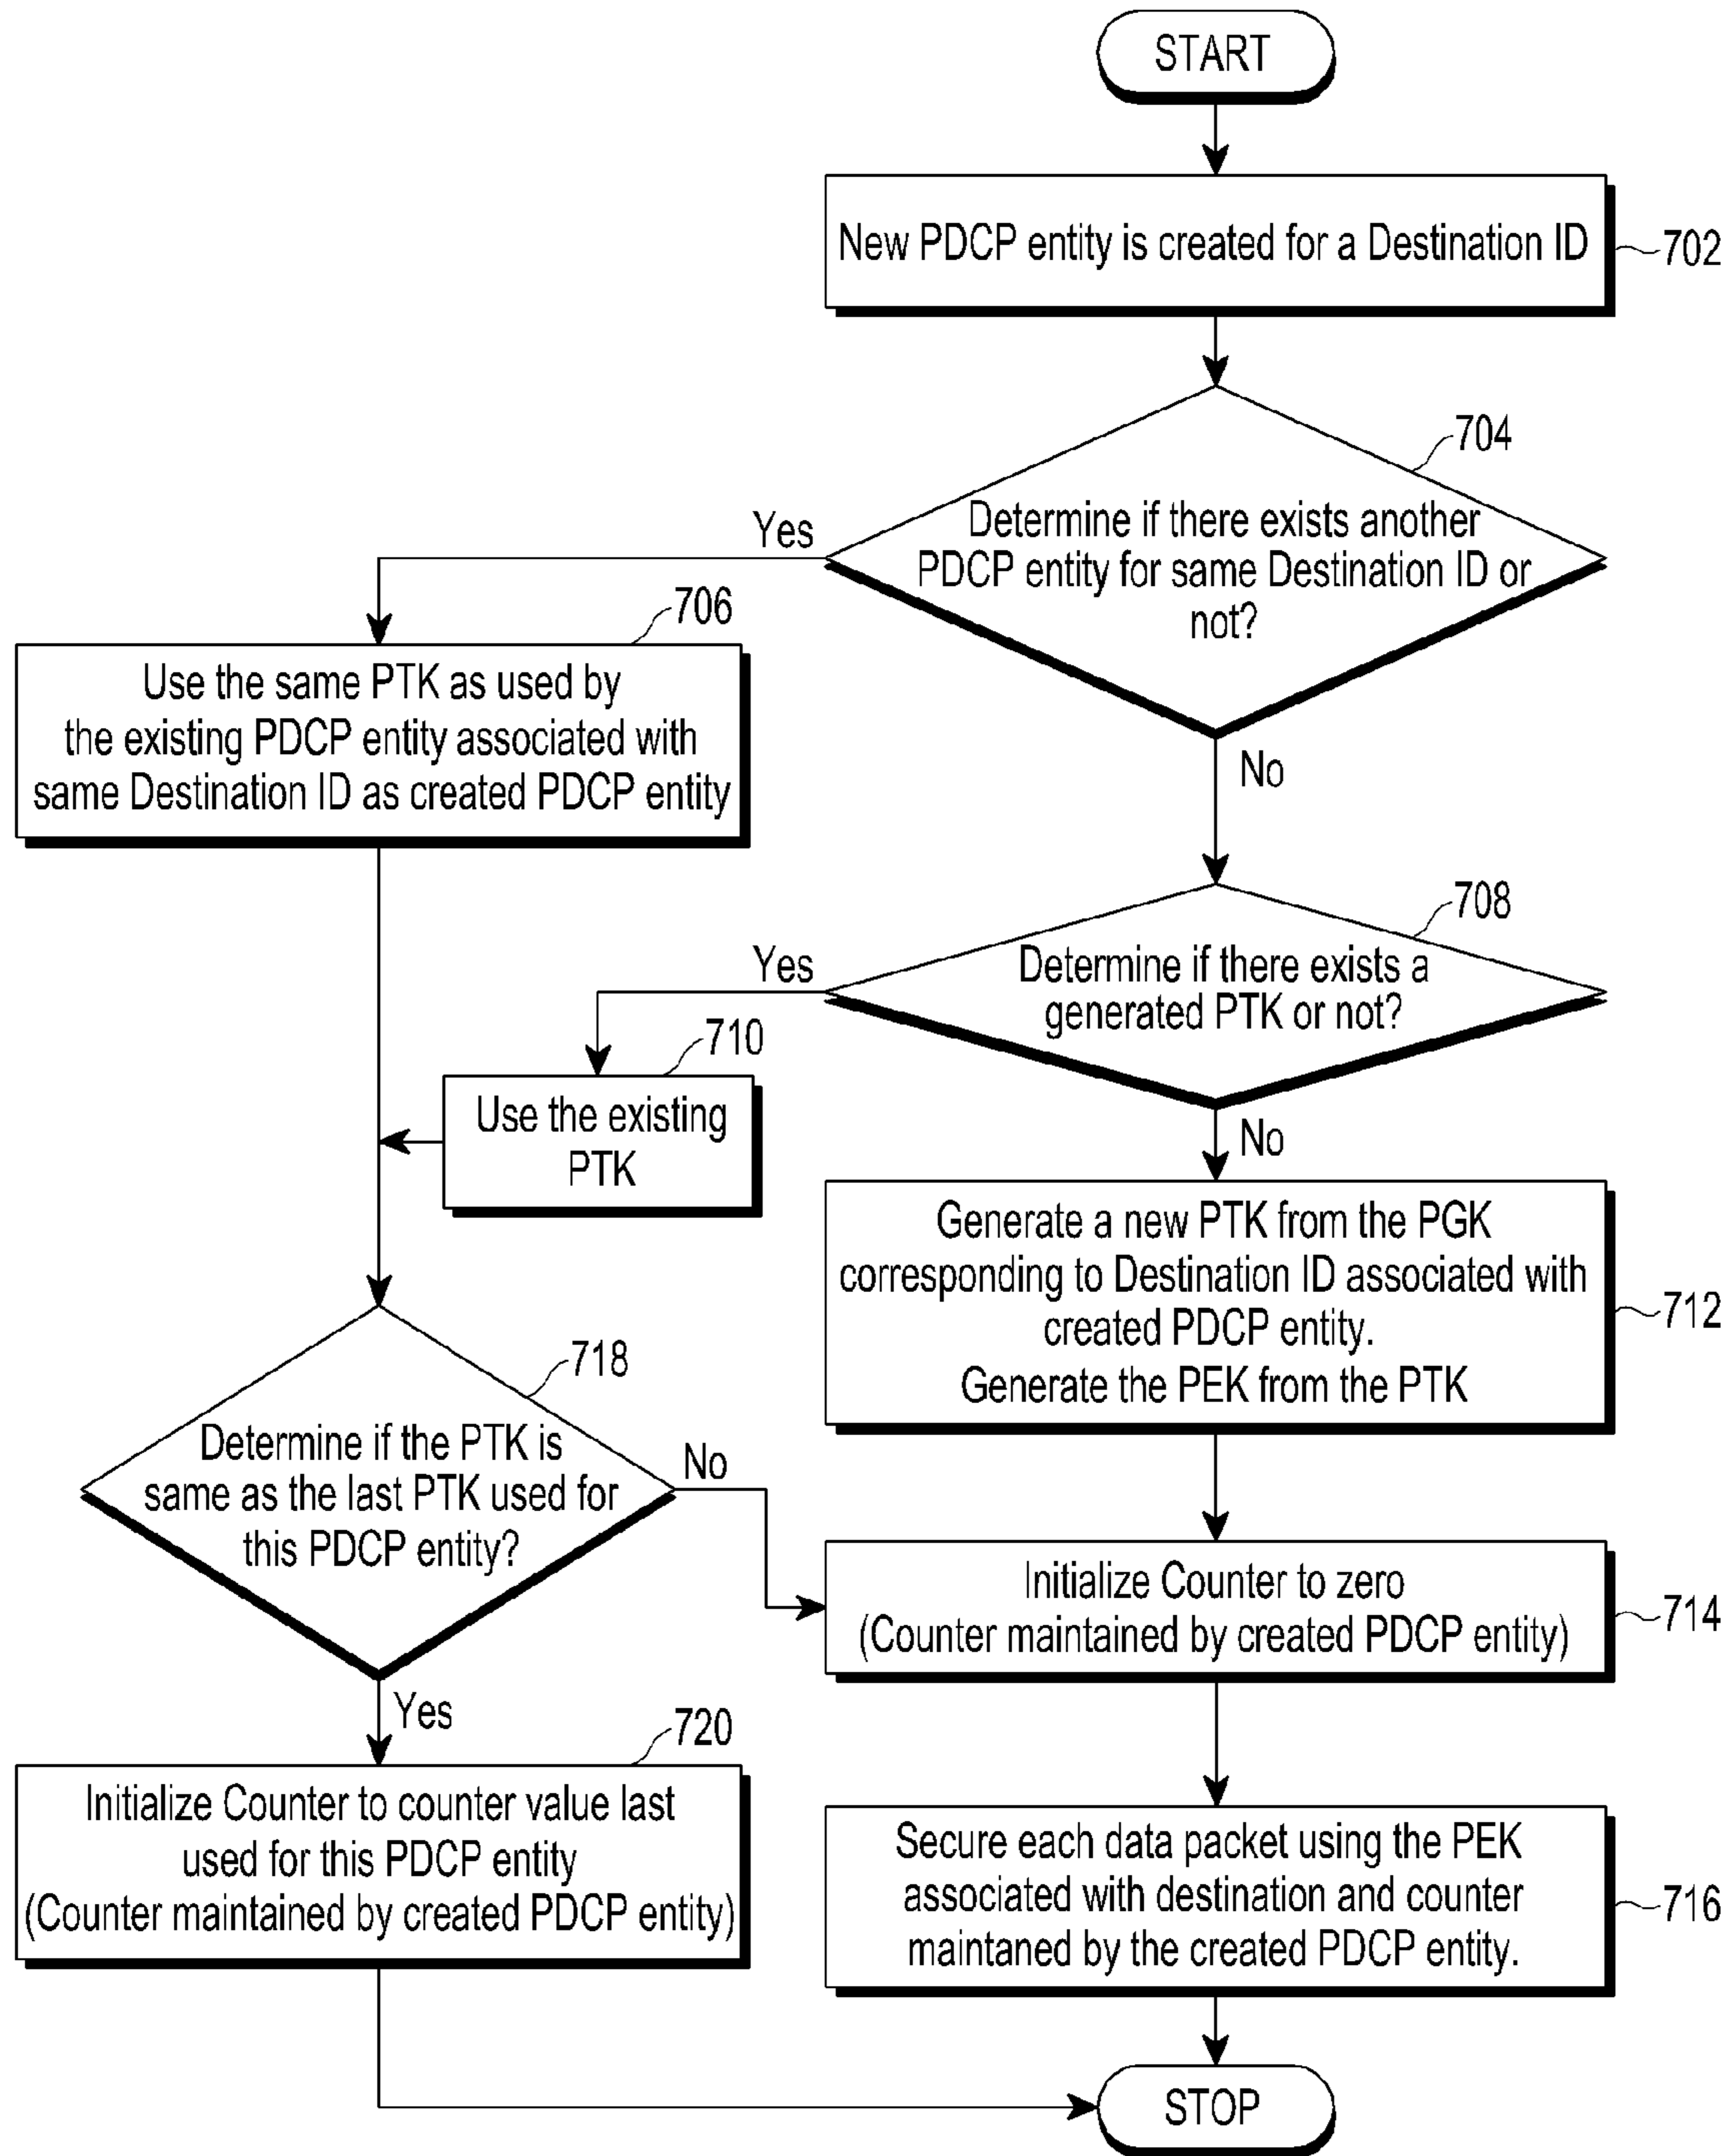 START
New PDCP entity is created for a Destination ID
702
704
Determine if there exists another
PDCP entity for same Destination ID or
not?
Yes
No
706
Use the same PTK as used by
the existing PDCP entity associated with
same Destination ID as created PDCP entity
708
Determine if there exists a
generated PTK or not?
Yes
No
710
Use the existing
PTK
Generate a new PTK from the PGK
corresponding to Destination ID associated with
created PDCP entity.
Generate the PEK from the PTK
712
718
Determine if the PTK is
same as the last PTK used for
this PDCP entity?
No
Yes
Initialize Counter to zero
(Counter maintained by created PDCP entity)
714
720
Initialize Counter to counter value last
used for this PDCP entity
(Counter maintained by created PDCP entity)
Secure each data packet using the PEK
associated with destination and counter
maintaned by the created PDCP entity.
716
STOP